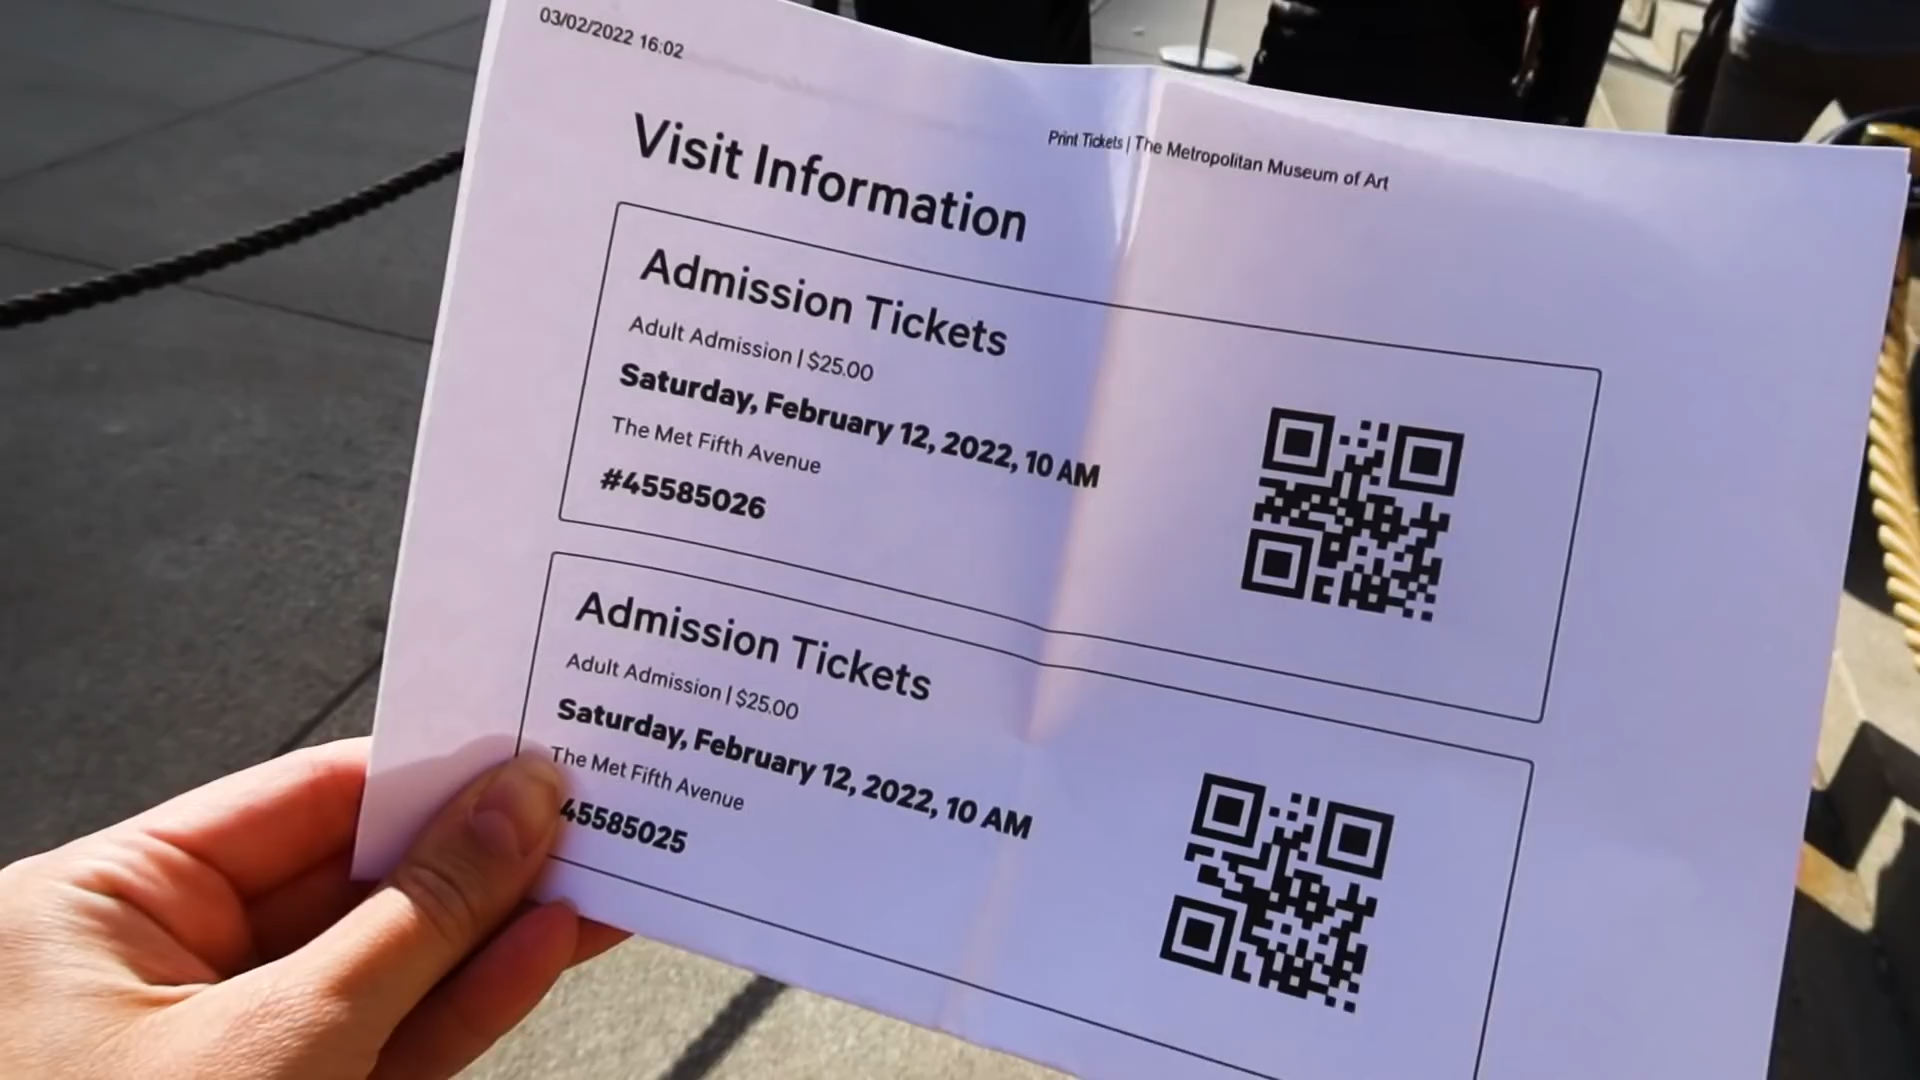 03/02/2022 16:02
Print Tickets | The Metropolitan Museum of Art
Visit Information
Admission Tickets
Adult Admission | $25.00
Saturday, February 12, 2022, 10 AM
The Met Fifth Avenue
#45585026
Admission Tickets
Adult Admission | $25.00
Saturday, February 12, 2022, 10 AM
The Met Fifth Avenue
45585025